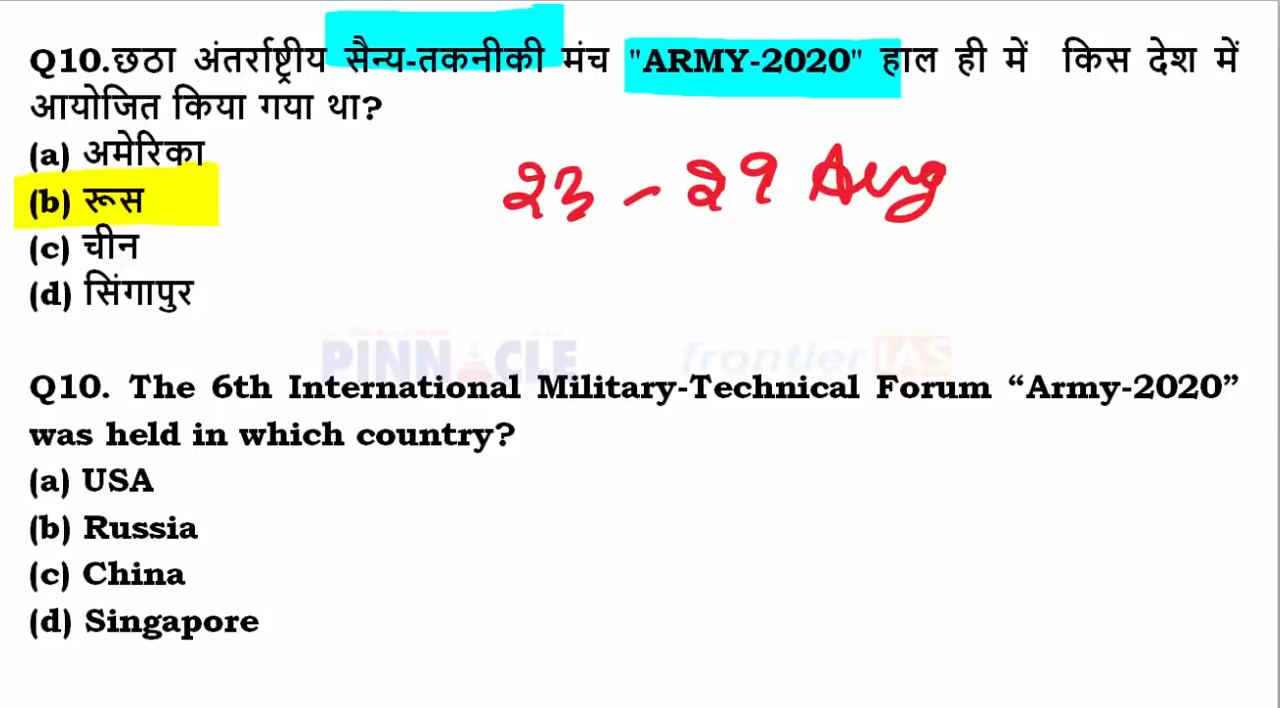 Q10.छठा अंतर्राष्ट्रीय सैन्य-तकनीकी मंच "ARMY-2020" हाल ही में किस देश में
आयोजित किया गया था?
(a) अमेरिका
(b) रूस
(c) चीन
(d) सिंगापुर
23 - 29 Aug
PINNACLE frontier IAS
Q10. The 6th International Military-Technical Forum “Army-2020”
was held in which country?
(a) USA
(b) Russia
(c) China
(d) Singapore